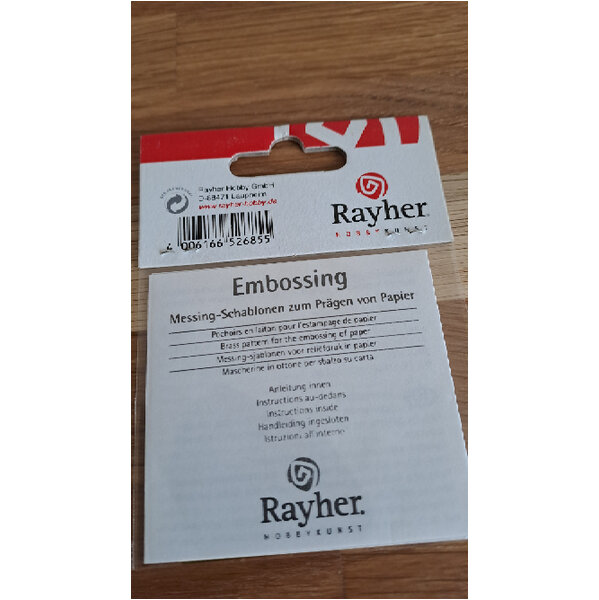 Rayher Hobby GmbH
D-88471 Laupheim
www.rayher-hobby.de
4 006166 526855
Rayher.
HOBBYKUNST
Embossing
Messing-Schablonen zum Prägen von Papier
Pochoirs en laiton pour l'estampage de papier
Brass pattern for the embossing of paper
Messing-sjablonen voor reliëfdruk in papier
Mascherine in ottone per sbalzo su carta
Anleitung innen
Instructions au-dedans
Instructions inside
Handleiding ingesloten
Istruzioni all'interno
Rayher.
HOBBYKUNST